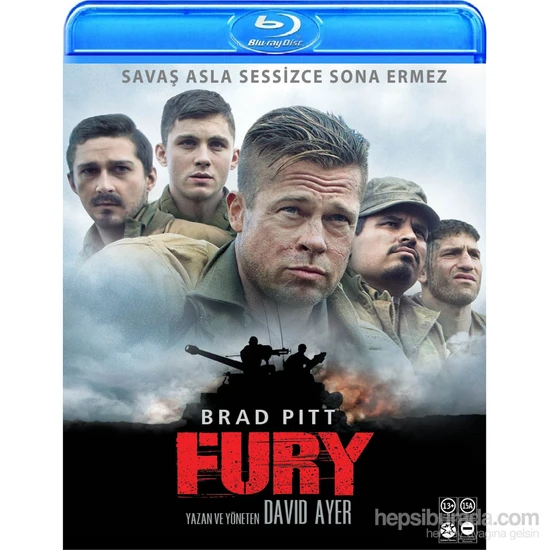 Blu-ray Disc
SAVAŞ ASLA SESSİZCE SONA ERMEZ
BRAD PITT
FURY
YAZAN VE YÖNETEN DAVID AYER
13+ 15A
hepsiburada.com